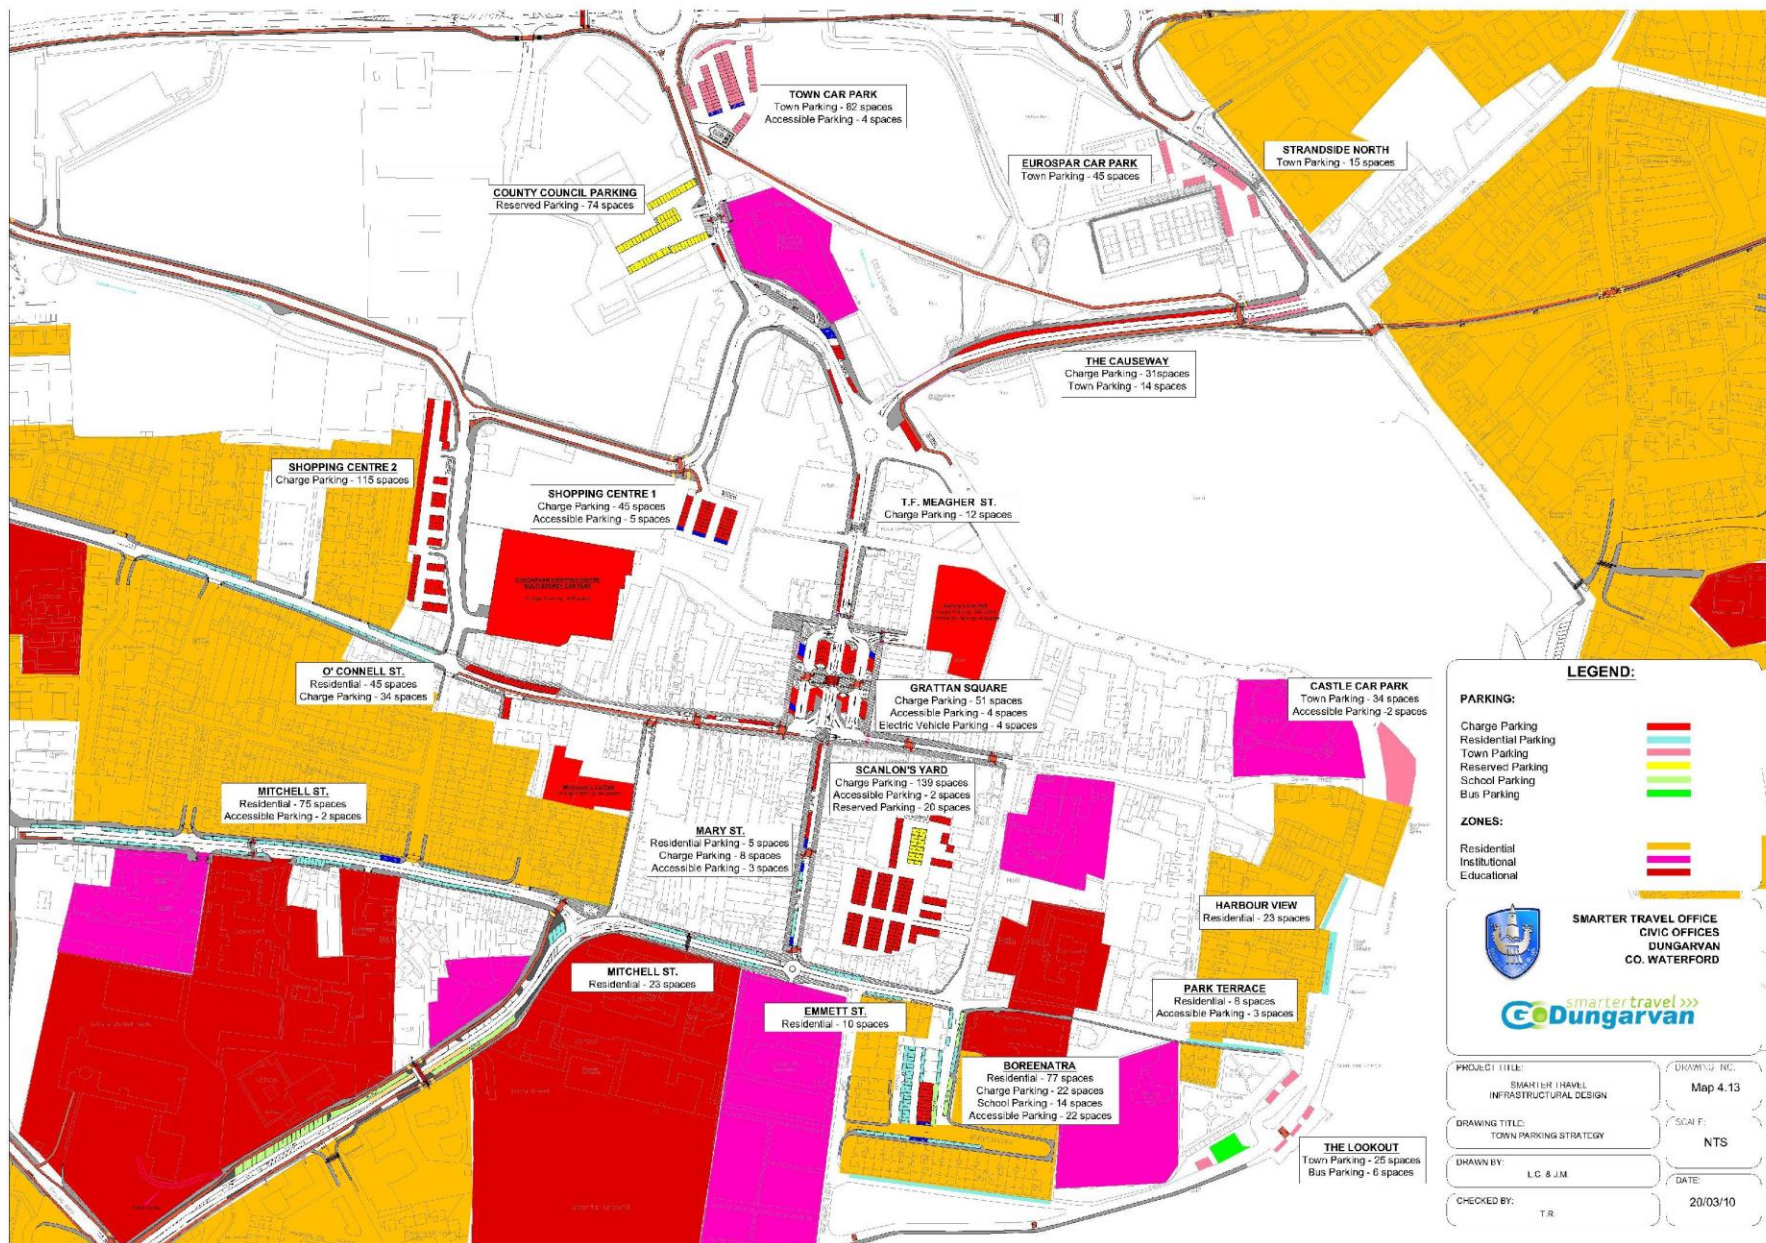 TOWN CAR PARK
Town Parking - 82 spaces
Accessible Parking - 4 spaces
STRANDSIDE NORTH
Town Parking - 15 spaces
EUROSPAR CAR PARK
Town Parking - 45 spaces
COUNTY COUNCIL PARKING
Reserved Parking - 74 spaces
THE CAUSEWAY
Charge Parking - 31spaces
Town Parking - 14 spaces
SHOPPING CENTRE 2
Charge Parking - 115 spaces
SHOPPING CENTRE 1
Charge Parking - 45 spaces
Accessible Parking - 5 spaces
T.F. MEAGHER ST.
Charge Parking - 12 spaces
O' CONNELL ST.
Residential - 45 spaces
Charge Parking - 34 spaces
GRATTAN SQUARE
Charge Parking - 51 spaces
Accessible Parking - 4 spaces
Electric Vehicle Parking - 4 spaces
CASTLE CAR PARK
Town Parking - 34 spaces
Accessible Parking -2 spaces
SCANLON'S YARD
Charge Parking - 139 spaces
Accessible Parking - 2 spaces
Reserved Parking - 20 spaces
MITCHELL ST.
Residential - 75 spaces
Accessible Parking - 2 spaces
MARY ST.
Residential Parking - 5 spaces
Charge Parking - 8 spaces
Accessible Parking - 3 spaces
HARBOUR VIEW
Residential - 23 spaces
MITCHELL ST.
Residential - 23 spaces
PARK TERRACE
Residential - 8 spaces
Accessible Parking - 3 spaces
EMMETT ST.
Residential - 10 spaces
BOREENATRA
Residential - 77 spaces
Charge Parking - 22 spaces
School Parking - 14 spaces
Accessible Parking - 22 spaces
THE LOOKOUT
Town Parking - 25 spaces
Bus Parking - 6 spaces
LEGEND:
PARKING:
Charge Parking
Residential Parking
Town Parking
Reserved Parking
School Parking
Bus Parking
ZONES:
Residential
Institutional
Educational
SMARTER TRAVEL OFFICE
CIVIC OFFICES
DUNGARVAN
CO. WATERFORD
smartertravel >>>
GoDungarvan
PROJECT TITLE:
SMARTER TRAVEL
INFRASTRUCTURAL DESIGN
DRAWING NO:
Map 4.13
DRAWING TITLE:
TOWN PARKING STRATEGY
SCALE:
NTS
DRAWN BY:
L.C. & J.M.
DATE:
20/03/10
CHECKED BY:
T.R.